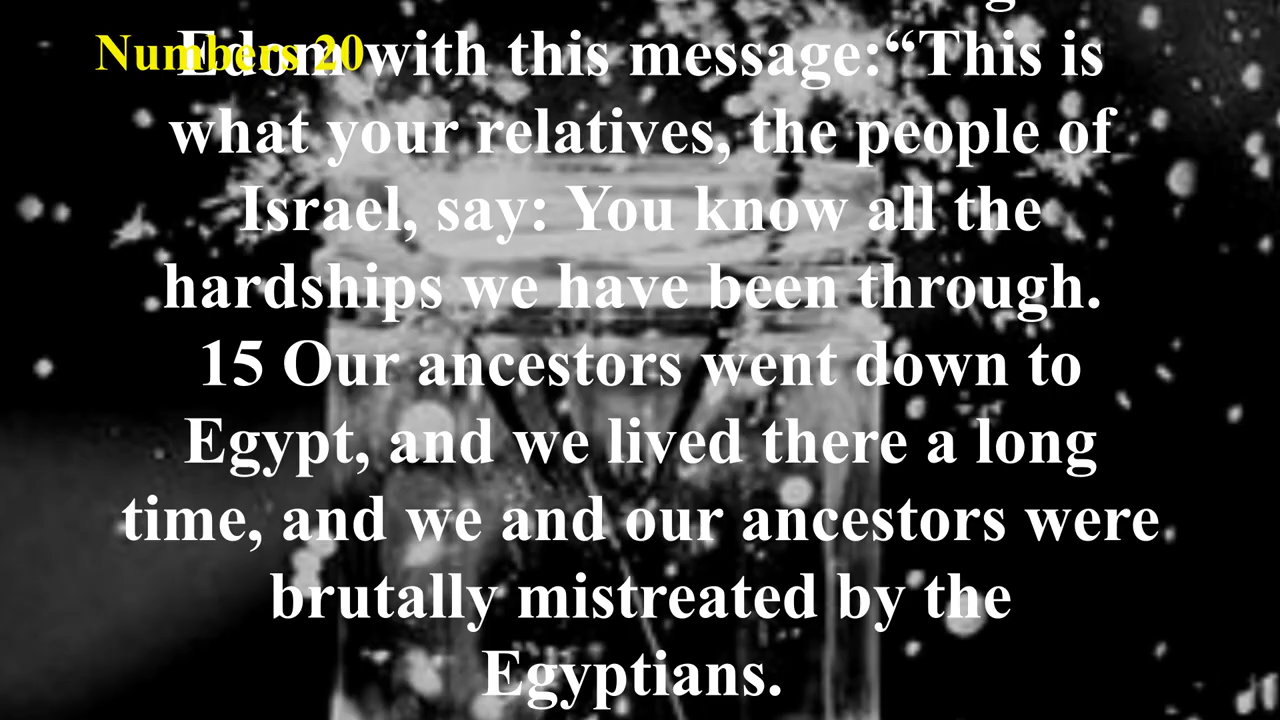 Numbers 20
Edom with this message:“This is
what your relatives, the people of
Israel, say: You know all the
hardships we have been through.
15 Our ancestors went down to
Egypt, and we lived there a long
time, and we and our ancestors were
brutally mistreated by the
Egyptians.